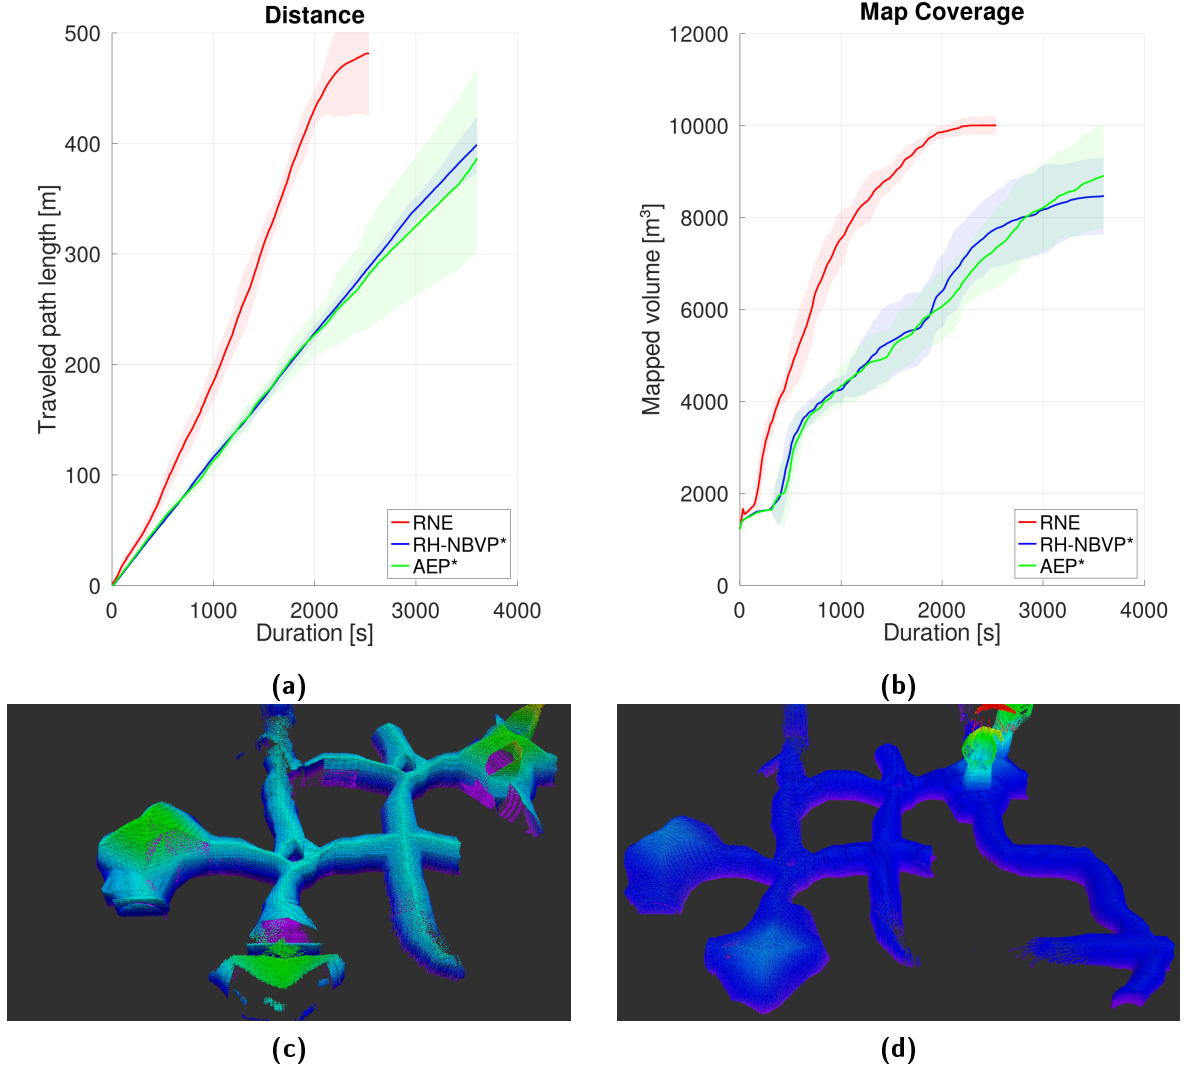 Distance
500
400
300
200
100
0
0 1000 2000 3000 4000
Traveled path length [m]
Duration [s]
RNE
RH-NBVP*
AEP*
(a)
Map Coverage
12000
10000
8000
6000
4000
2000
0
0 1000 2000 3000 4000
Mapped volume [m³]
Duration [s]
RNE
RH-NBVP*
AEP*
(b)
(c)
(d)